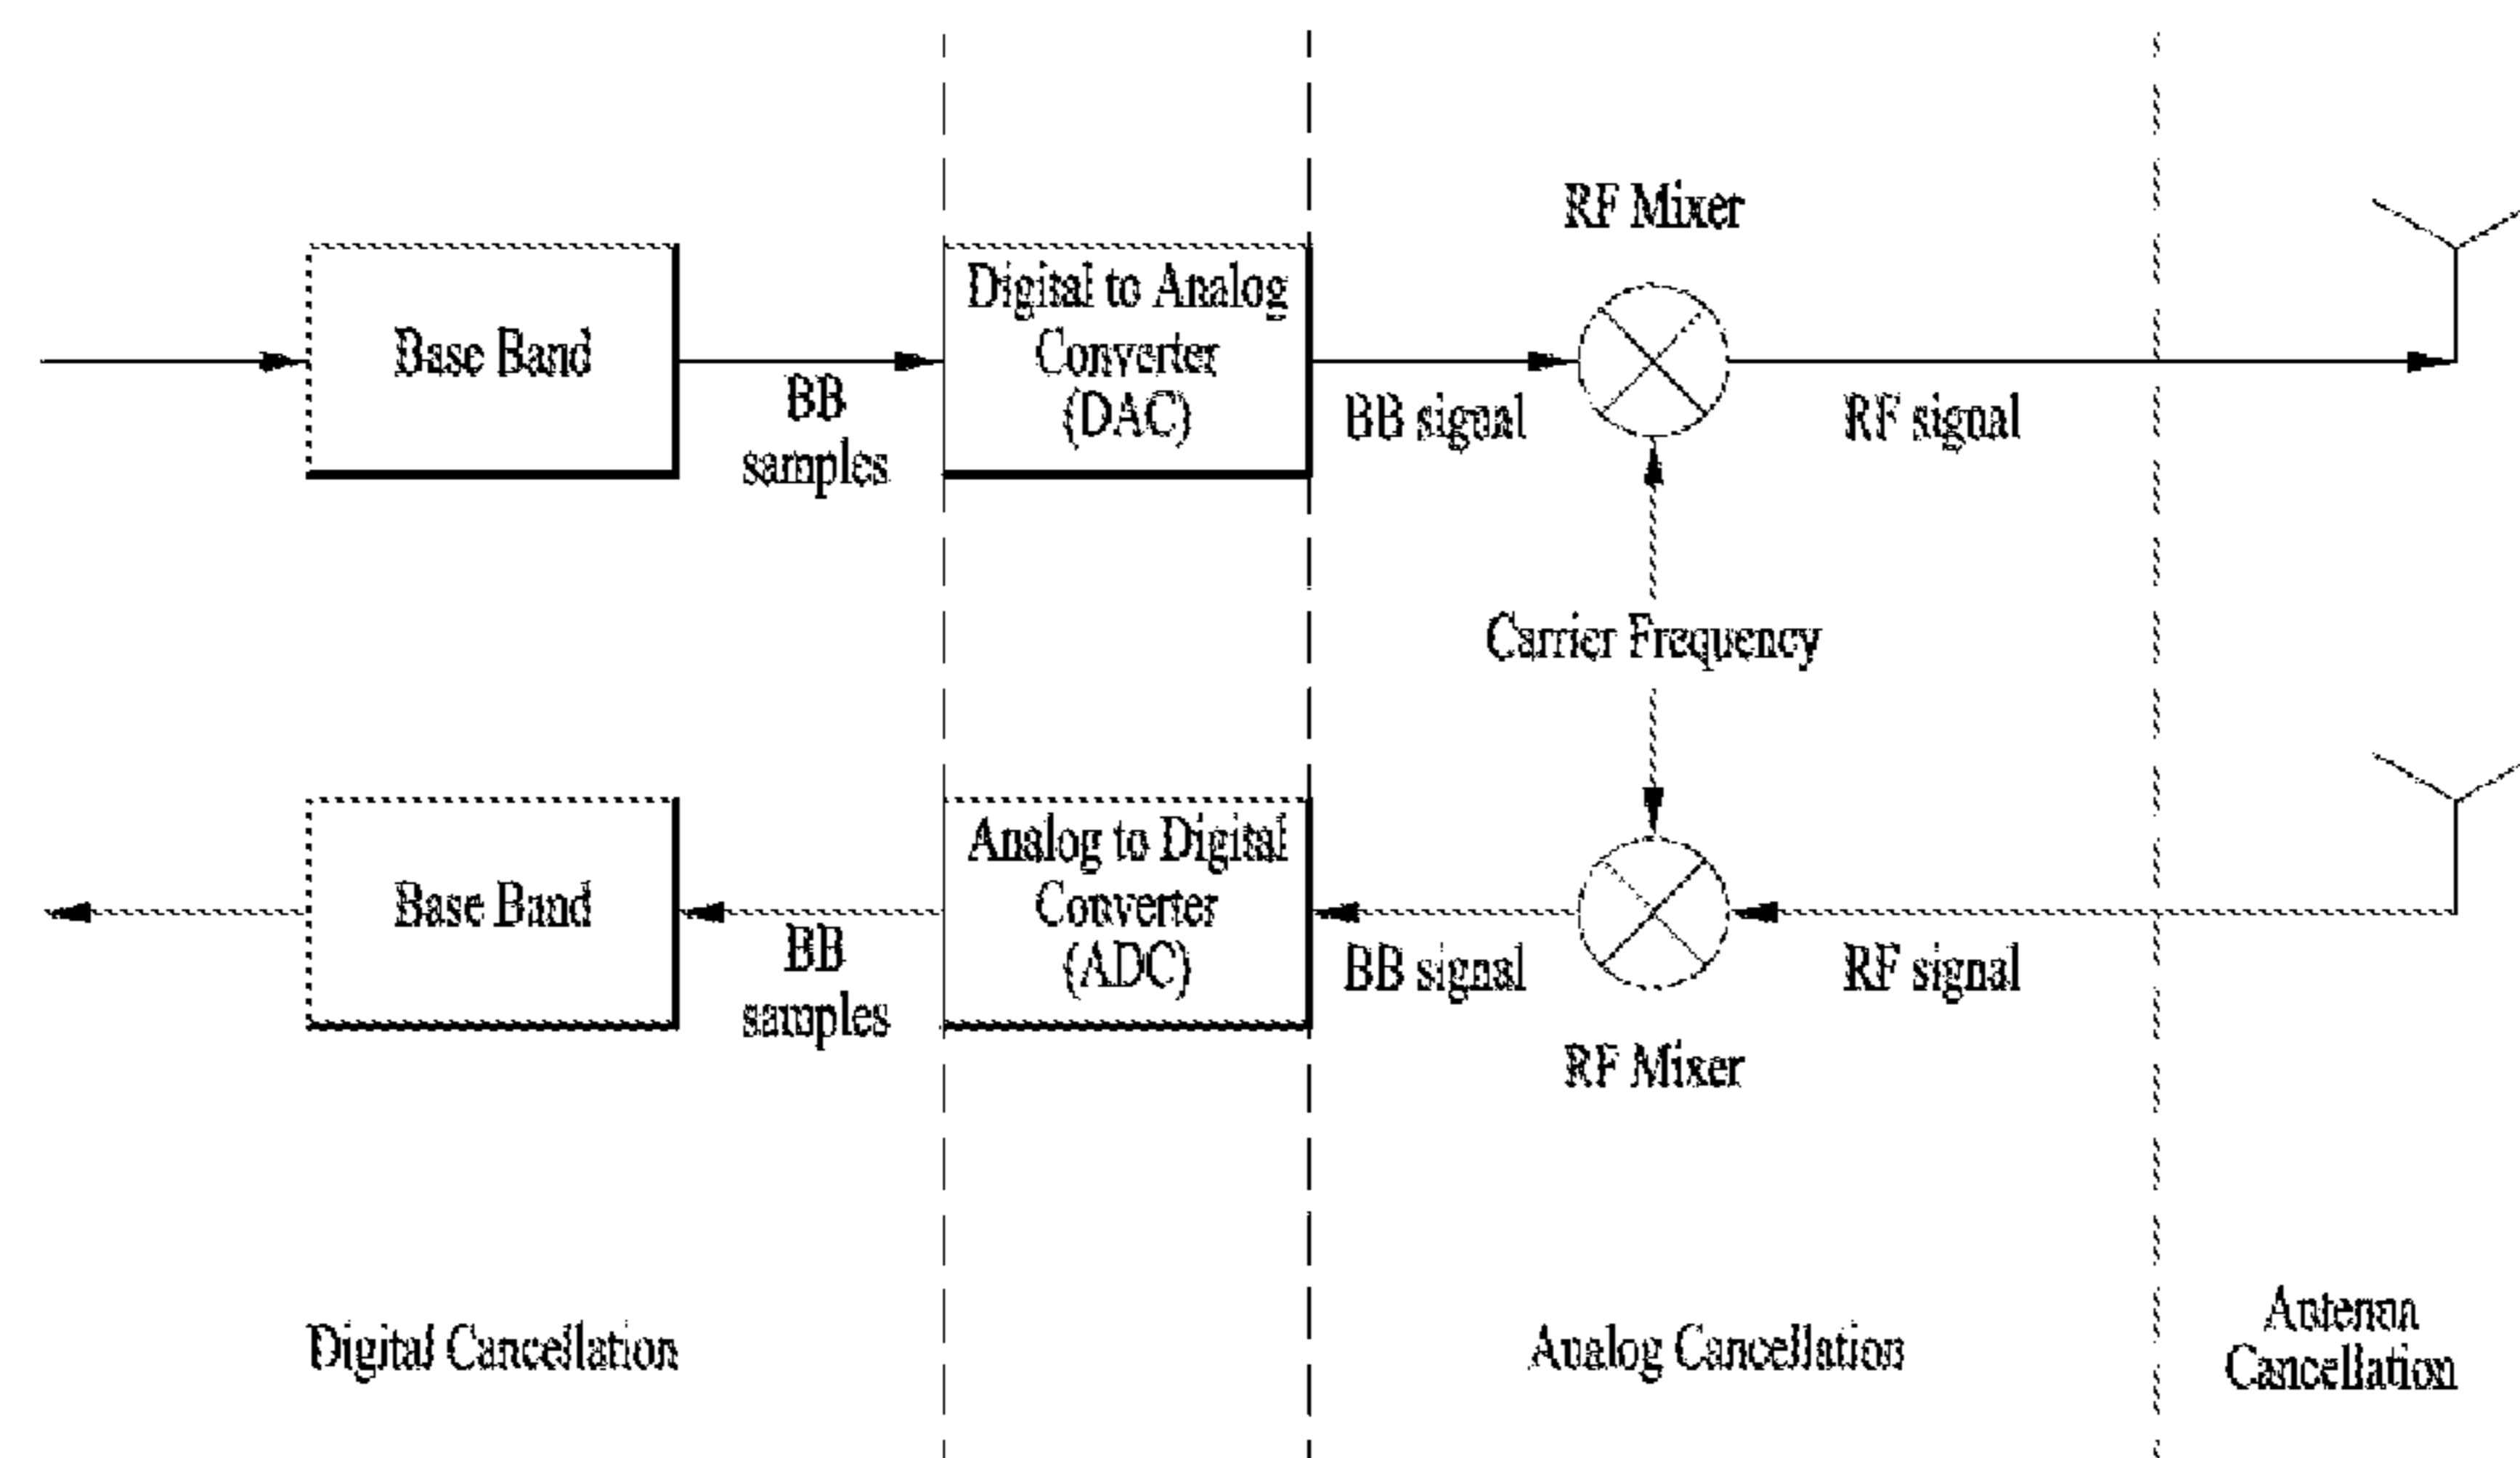 RF Mixer
Base Band
BB
samples
Digital to Analog
Converter
(DAC)
BB signal
RF signal
Carrier Frequency
Base Band
BB
samples
Analog to Digital
Converter
(ADC)
BB signal
RF signal
RF Mixer
Digital Cancellation
Analog Cancellation
Antenna
Cancellation